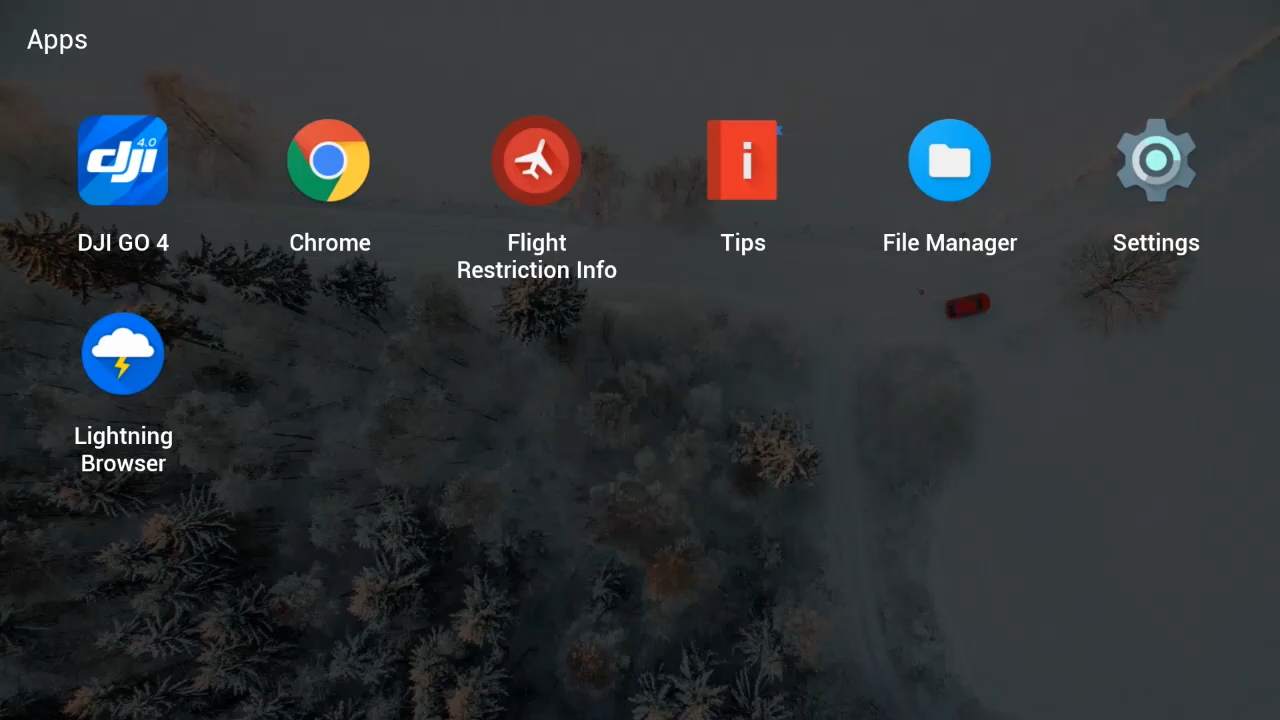 Apps
dji 4.0
i
DJI GO 4
Chrome
Flight
Restriction Info
Tips
File Manager
Settings
Lightning
Browser